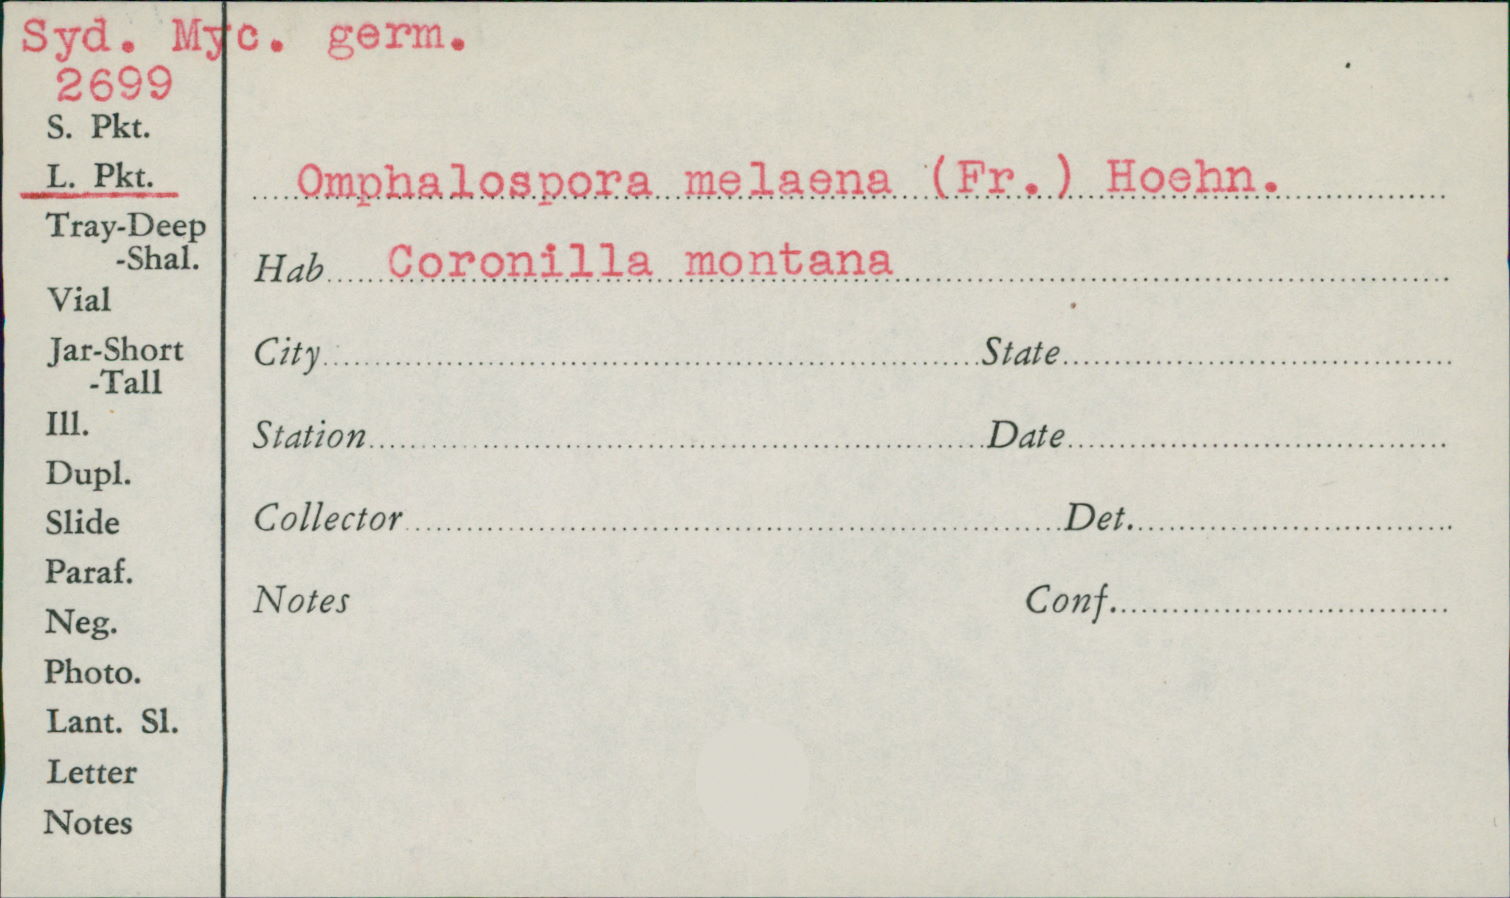 Syd. Myc. germ.
2699
S. Pkt.
L. Pkt.
Tray-Deep
-Shal.
Vial
Jar-Short
-Tall
Ill.
Dupl.
Slide
Paraf.
Neg.
Photo.
Lant. Sl.
Letter
Notes
Omphalospora melaena (Fr.) Hoehn.
Hab Coronilla montana
City State
Station Date
Collector Det.
Notes Conf.